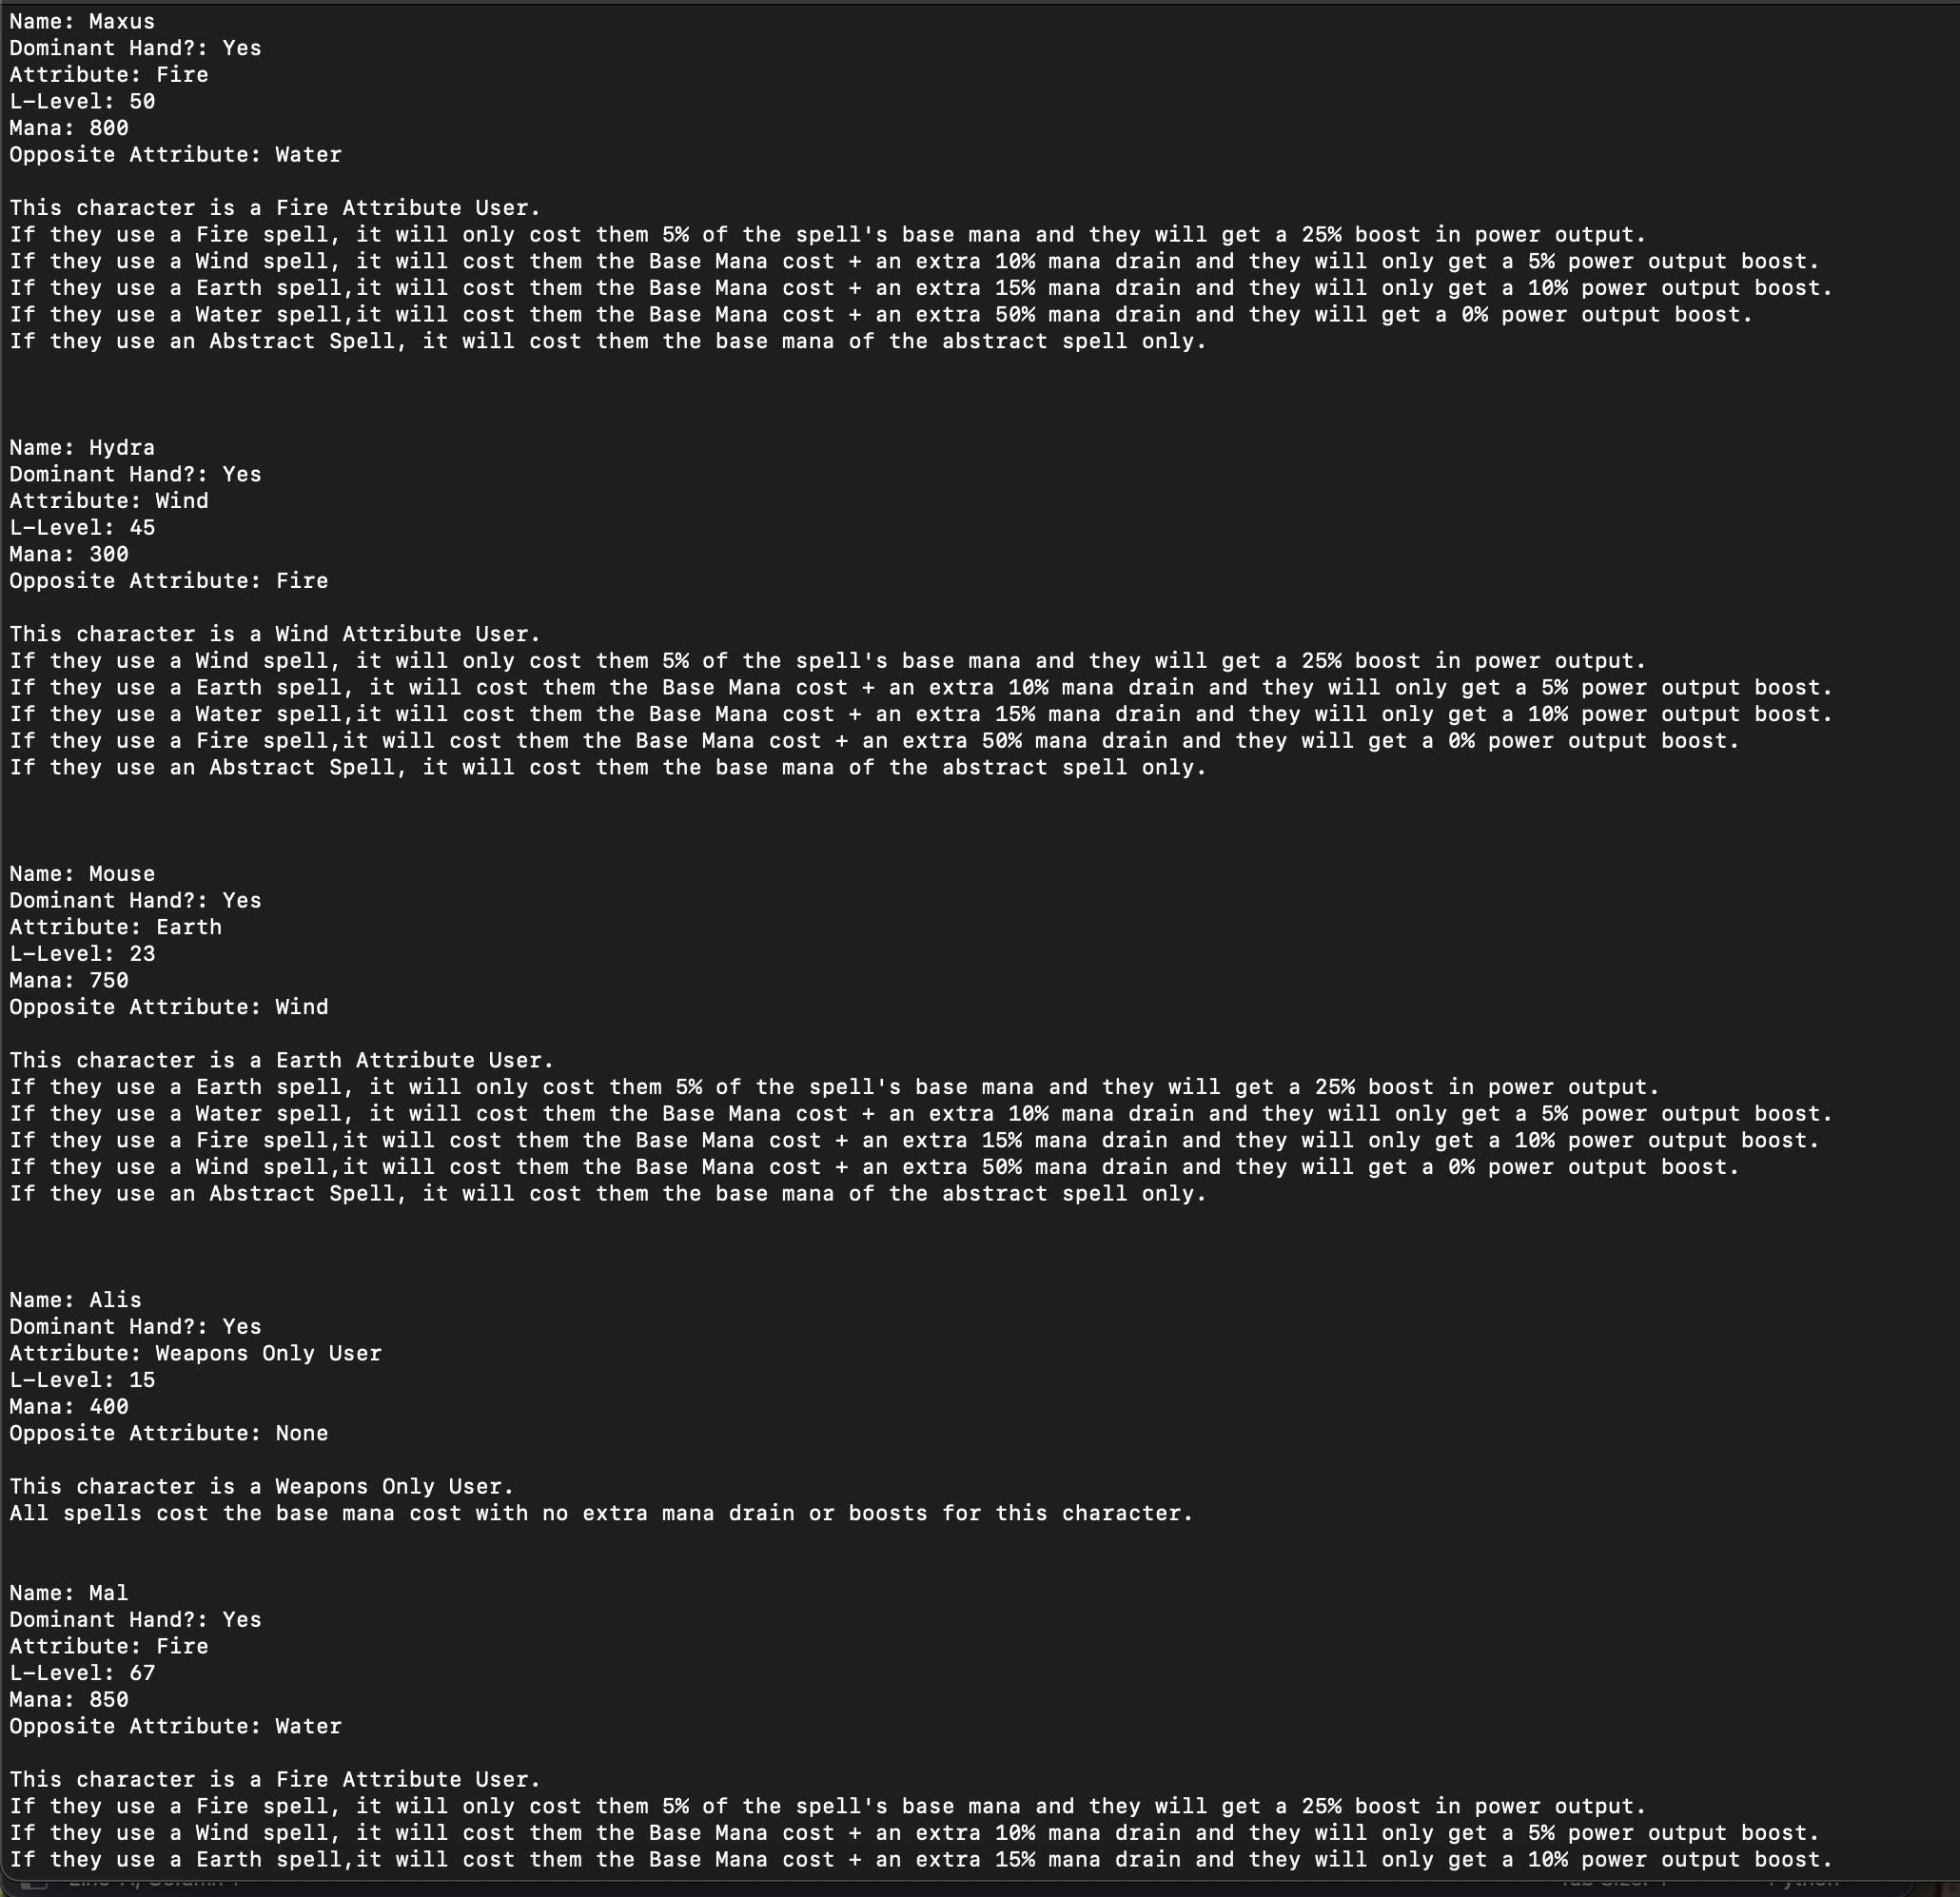 Name: Maxus
Dominant Hand?: Yes
Attribute: Fire
L-Level: 50
Mana: 800
Opposite Attribute: Water
This character is a Fire Attribute User.
If they use a Fire spell, it will only cost them 5% of the spell's base mana and they will get a 25% boost in power output.
If they use a Wind spell, it will cost them the Base Mana cost + an extra 10% mana drain and they will only get a 5% power output boost.
If they use a Earth spell,it will cost them the Base Mana cost + an extra 15% mana drain and they will only get a 10% power output boost.
If they use a Water spell,it will cost them the Base Mana cost + an extra 50% mana drain and they will get a 0% power output boost.
If they use an Abstract Spell, it will cost them the base mana of the abstract spell only.
Name: Hydra
Dominant Hand?: Yes
Attribute: Wind
L-Level: 45
Mana: 300
Opposite Attribute: Fire
This character is a Wind Attribute User.
If they use a Wind spell, it will only cost them 5% of the spell's base mana and they will get a 25% boost in power output.
If they use a Earth spell, it will cost them the Base Mana cost + an extra 10% mana drain and they will only get a 5% power output boost.
If they use a Water spell,it will cost them the Base Mana cost + an extra 15% mana drain and they will only get a 10% power output boost.
If they use a Fire spell,it will cost them the Base Mana cost + an extra 50% mana drain and they will get a 0% power output boost.
If they use an Abstract Spell, it will cost them the base mana of the abstract spell only.
Name: Mouse
Dominant Hand?: Yes
Attribute: Earth
L-Level: 23
Mana: 750
Opposite Attribute: Wind
This character is a Earth Attribute User.
If they use a Earth spell, it will only cost them 5% of the spell's base mana and they will get a 25% boost in power output.
If they use a Water spell, it will cost them the Base Mana cost + an extra 10% mana drain and they will only get a 5% power output boost.
If they use a Fire spell,it will cost them the Base Mana cost + an extra 15% mana drain and they will only get a 10% power output boost.
If they use a Wind spell,it will cost them the Base Mana cost + an extra 50% mana drain and they will get a 0% power output boost.
If they use an Abstract Spell, it will cost them the base mana of the abstract spell only.
Name: Alis
Dominant Hand?: Yes
Attribute: Weapons Only User
L-Level: 15
Mana: 400
Opposite Attribute: None
This character is a Weapons Only User.
All spells cost the base mana cost with no extra mana drain or boosts for this character.
Name: Mal
Dominant Hand?: Yes
Attribute: Fire
L-Level: 67
Mana: 850
Opposite Attribute: Water
This character is a Fire Attribute User.
If they use a Fire spell, it will only cost them 5% of the spell's base mana and they will get a 25% boost in power output.
If they use a Wind spell, it will cost them the Base Mana cost + an extra 10% mana drain and they will only get a 5% power output boost.
If they use a Earth spell,it will cost them the Base Mana cost + an extra 15% mana drain and they will only get a 10% power output boost.